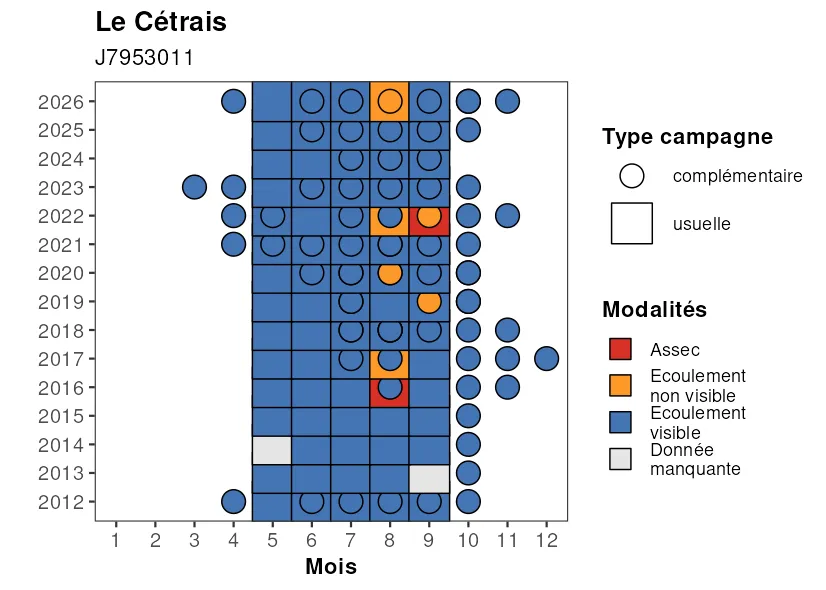 Le Cétrais
J7953011
2026
2025
2024
2023
2022
2021
2020
2019
2018
2017
2016
2015
2014
2013
2012
1 2 3 4 5 6 7 8 9 10 11 12
Mois
Type campagne
complémentaire
usuelle
Modalités
Assec
Ecoulement
non visible
Ecoulement
visible
Donnée
manquante